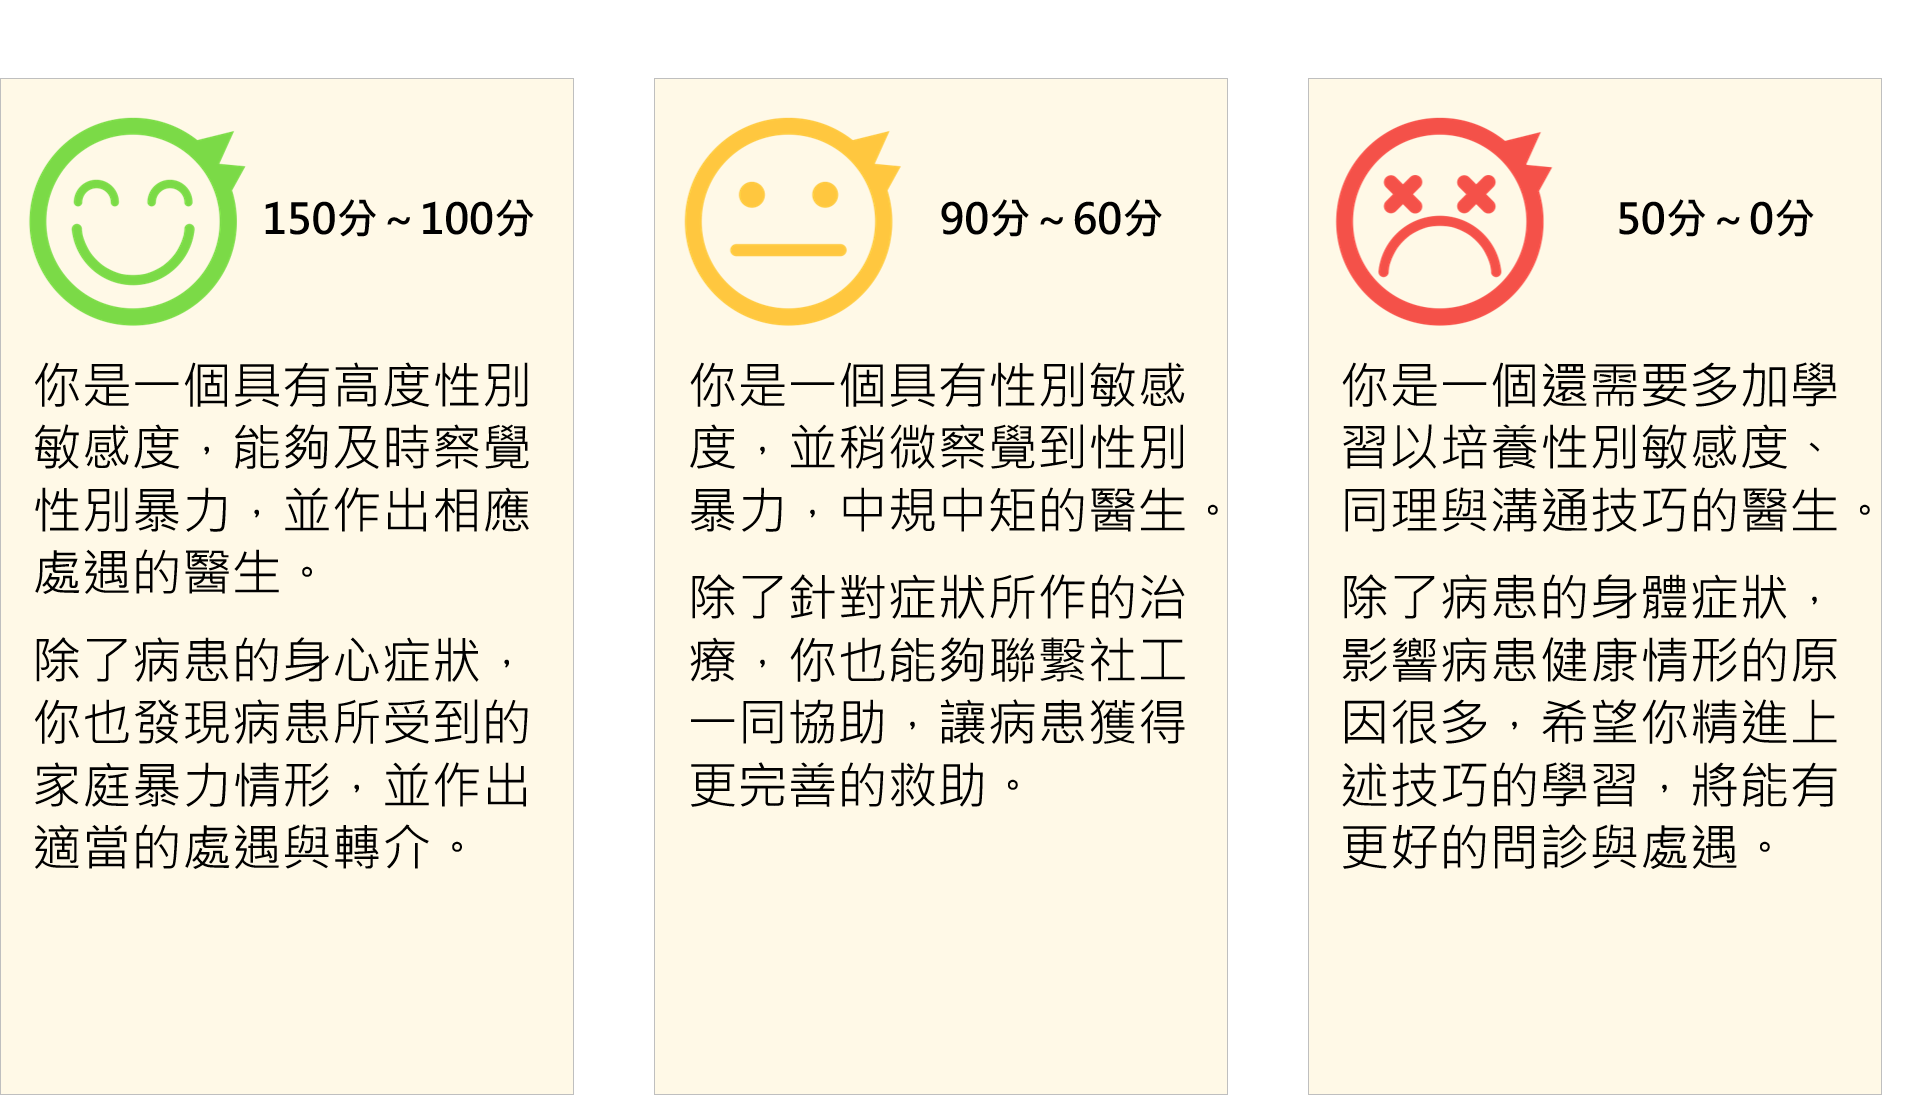 150分～100分
你是一個具有高度性別
敏感度，能夠及時察覺
性別暴力，並作出相應
處遇的醫生。
除了病患的身心症狀，
你也發現病患所受到的
家庭暴力情形，並作出
適當的處遇與轉介。
90分～60分
你是一個具有性別敏感
度，並稍微察覺到性別
暴力，中規中矩的醫生。
除了針對症狀所作的治
療，你也能夠聯繫社工
一同協助，讓病患獲得
更完善的救助。
50分～0分
你是一個還需要多加學
習以培養性別敏感度、
同理與溝通技巧的醫生。
除了病患的身體症狀，
影響病患健康情形的原
因很多，希望你精進上
述技巧的學習，將能有
更好的問診與處遇。